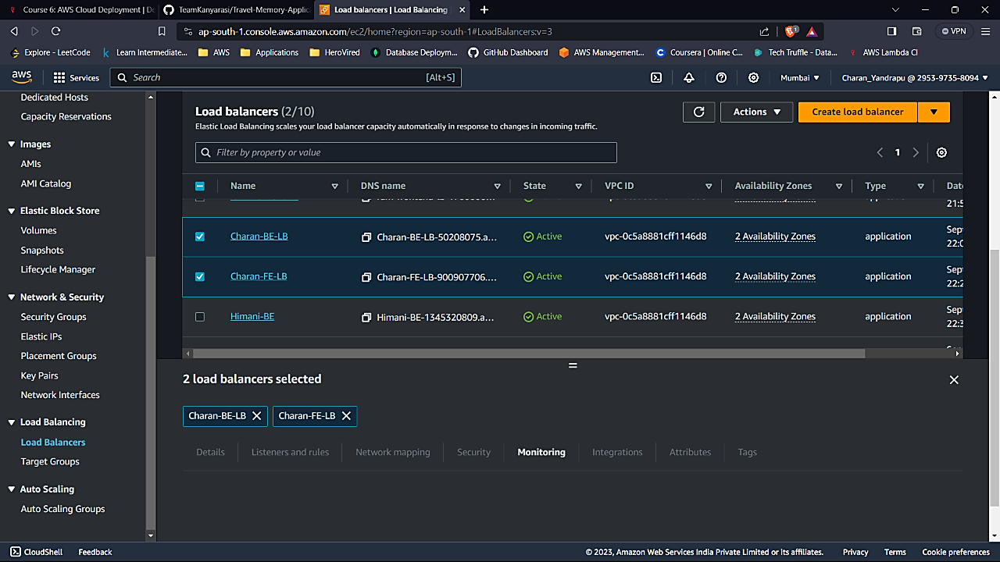 Course 6: AWS Cloud Deployment | De
TeamKanyarasi/Travel-Memory-Applic
Load balancers | Load Balancing
ap-south-1.console.aws.amazon.com/ec2/home?region=ap-south-1#LoadBalancers:v=3
1
VPN
Explore - LeetCode
Learn Intermediate...
AWS
Applications
HeroVired
Database Deploym...
GitHub Dashboard
AWS Management...
Coursera | Online C...
Tech Truffle - Data...
AWS Lambda CI
aws
Services
Search
[Alt+S]
Mumbai
Charan_Yandrapu @ 2953-9735-8094
Dedicated Hosts
Capacity Reservations
Images
AMIs
AMI Catalog
Elastic Block Store
Volumes
Snapshots
Lifecycle Manager
Network & Security
Security Groups
Elastic IPs
Placement Groups
Key Pairs
Network Interfaces
Load Balancing
Load Balancers
Target Groups
Auto Scaling
Auto Scaling Groups
Load balancers (2/10)
Elastic Load Balancing scales your load balancer capacity automatically in response to changes in incoming traffic.
Actions
Create load balancer
Filter by property or value
1
Name
DNS name
State
VPC ID
Availability Zones
Type
Date
21:5
Charan-BE-LB
Charan-BE-LB-50208075.a...
Active
vpc-0c5a8881cff1146d8
2 Availability Zones
application
Sept
22:0
Charan-FE-LB
Charan-FE-LB-900907706....
Active
vpc-0c5a8881cff1146d8
2 Availability Zones
application
Sept
22:2
Himani-BE
Himani-BE-1345320809.a...
Active
vpc-0c5a8881cff1146d8
2 Availability Zones
application
Sept
22:3
2 load balancers selected
Charan-BE-LB
Charan-FE-LB
Details
Listeners and rules
Network mapping
Security
Monitoring
Integrations
Attributes
Tags
CloudShell
Feedback
© 2023, Amazon Web Services India Private Limited or its affiliates.
Privacy
Terms
Cookie preferences